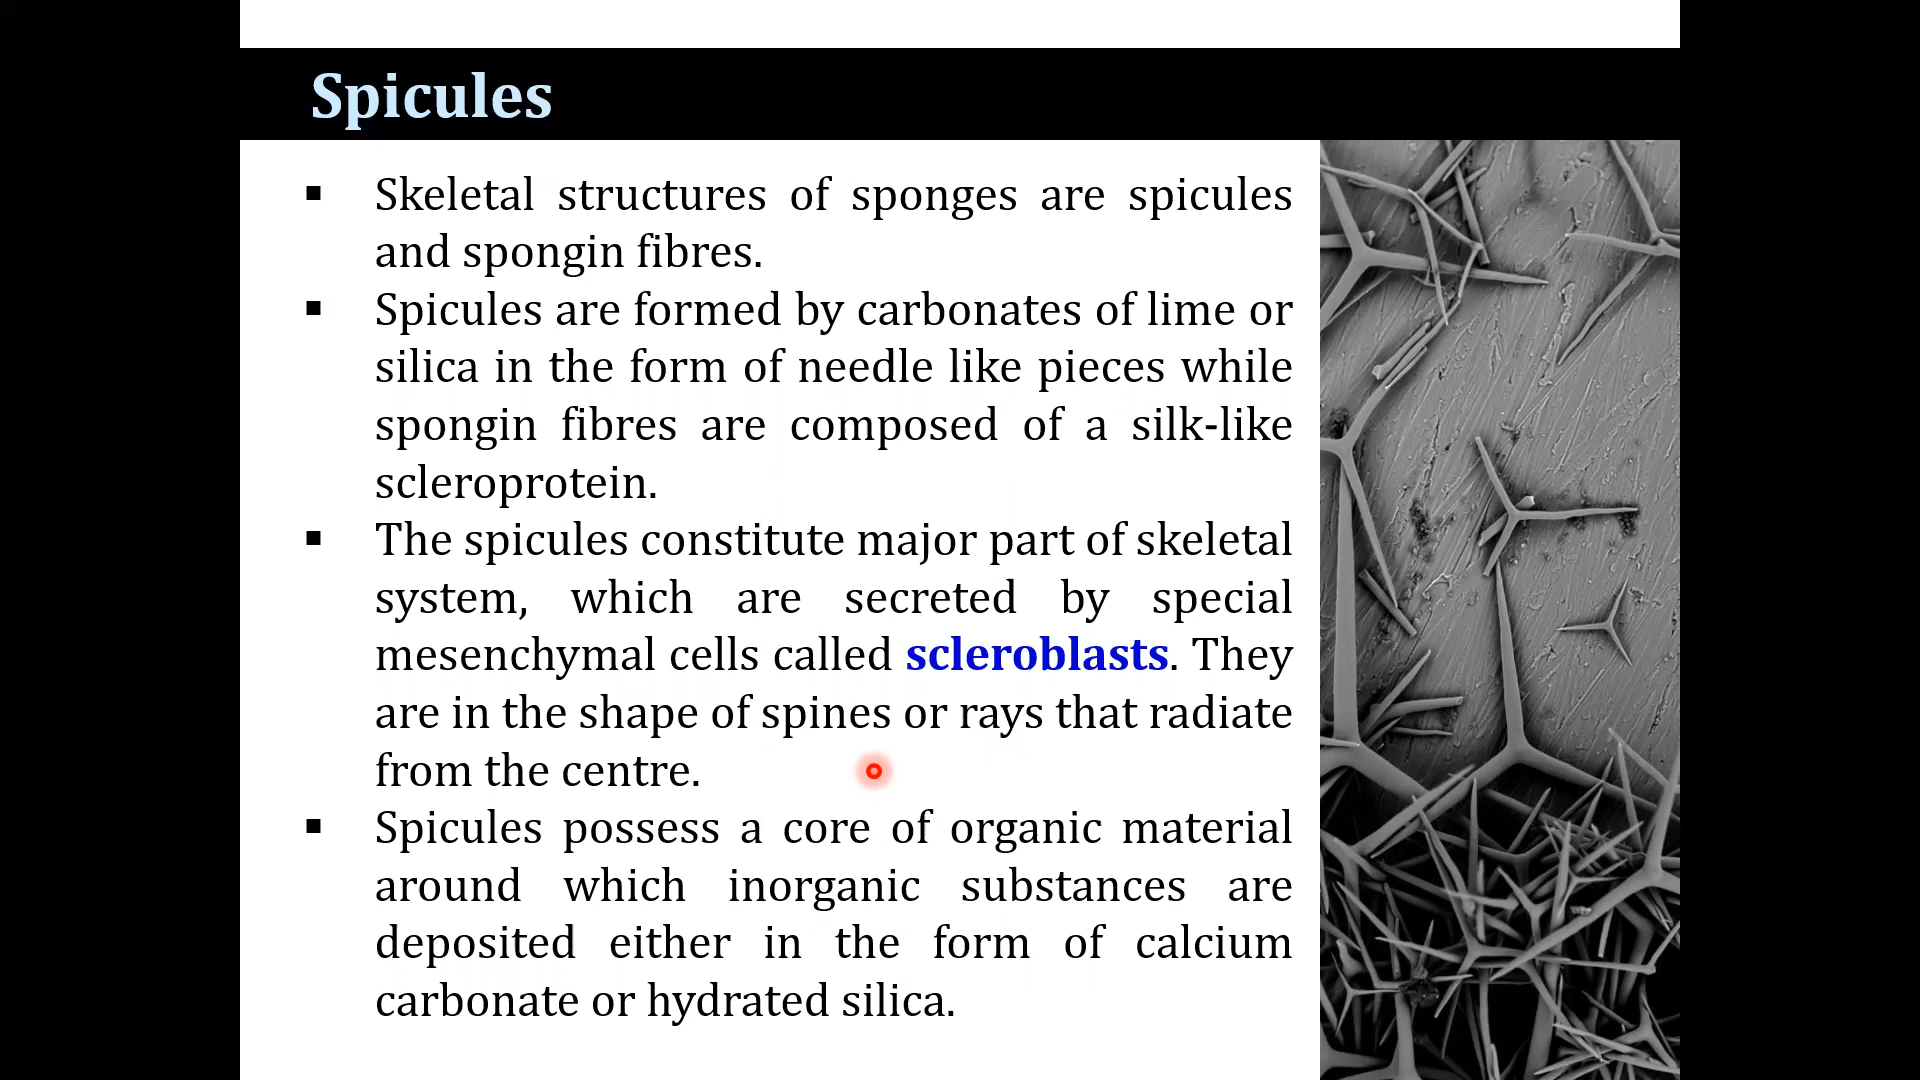 Spicules
▪ Skeletal structures of sponges are spicules
and spongin fibres.
▪ Spicules are formed by carbonates of lime or
silica in the form of needle like pieces while
spongin fibres are composed of a silk-like
scleroprotein.
▪ The spicules constitute major part of skeletal
system, which are secreted by special
mesenchymal cells called scleroblasts. They
are in the shape of spines or rays that radiate
from the centre.
▪ Spicules possess a core of organic material
around which inorganic substances are
deposited either in the form of calcium
carbonate or hydrated silica.